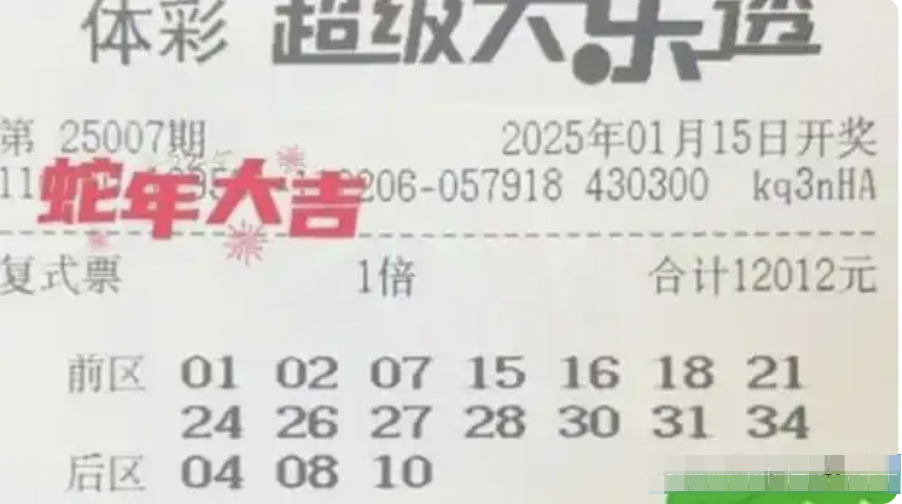 体彩 超级大乐透
第 25007期 2025年01月15日开奖
11 206-057918 430300 kq3nHA
蛇年大吉
复式票 1倍 合计12012元
前区 01 02 07 15 16 18 21
24 26 27 28 30 31 34
后区 04 08 10